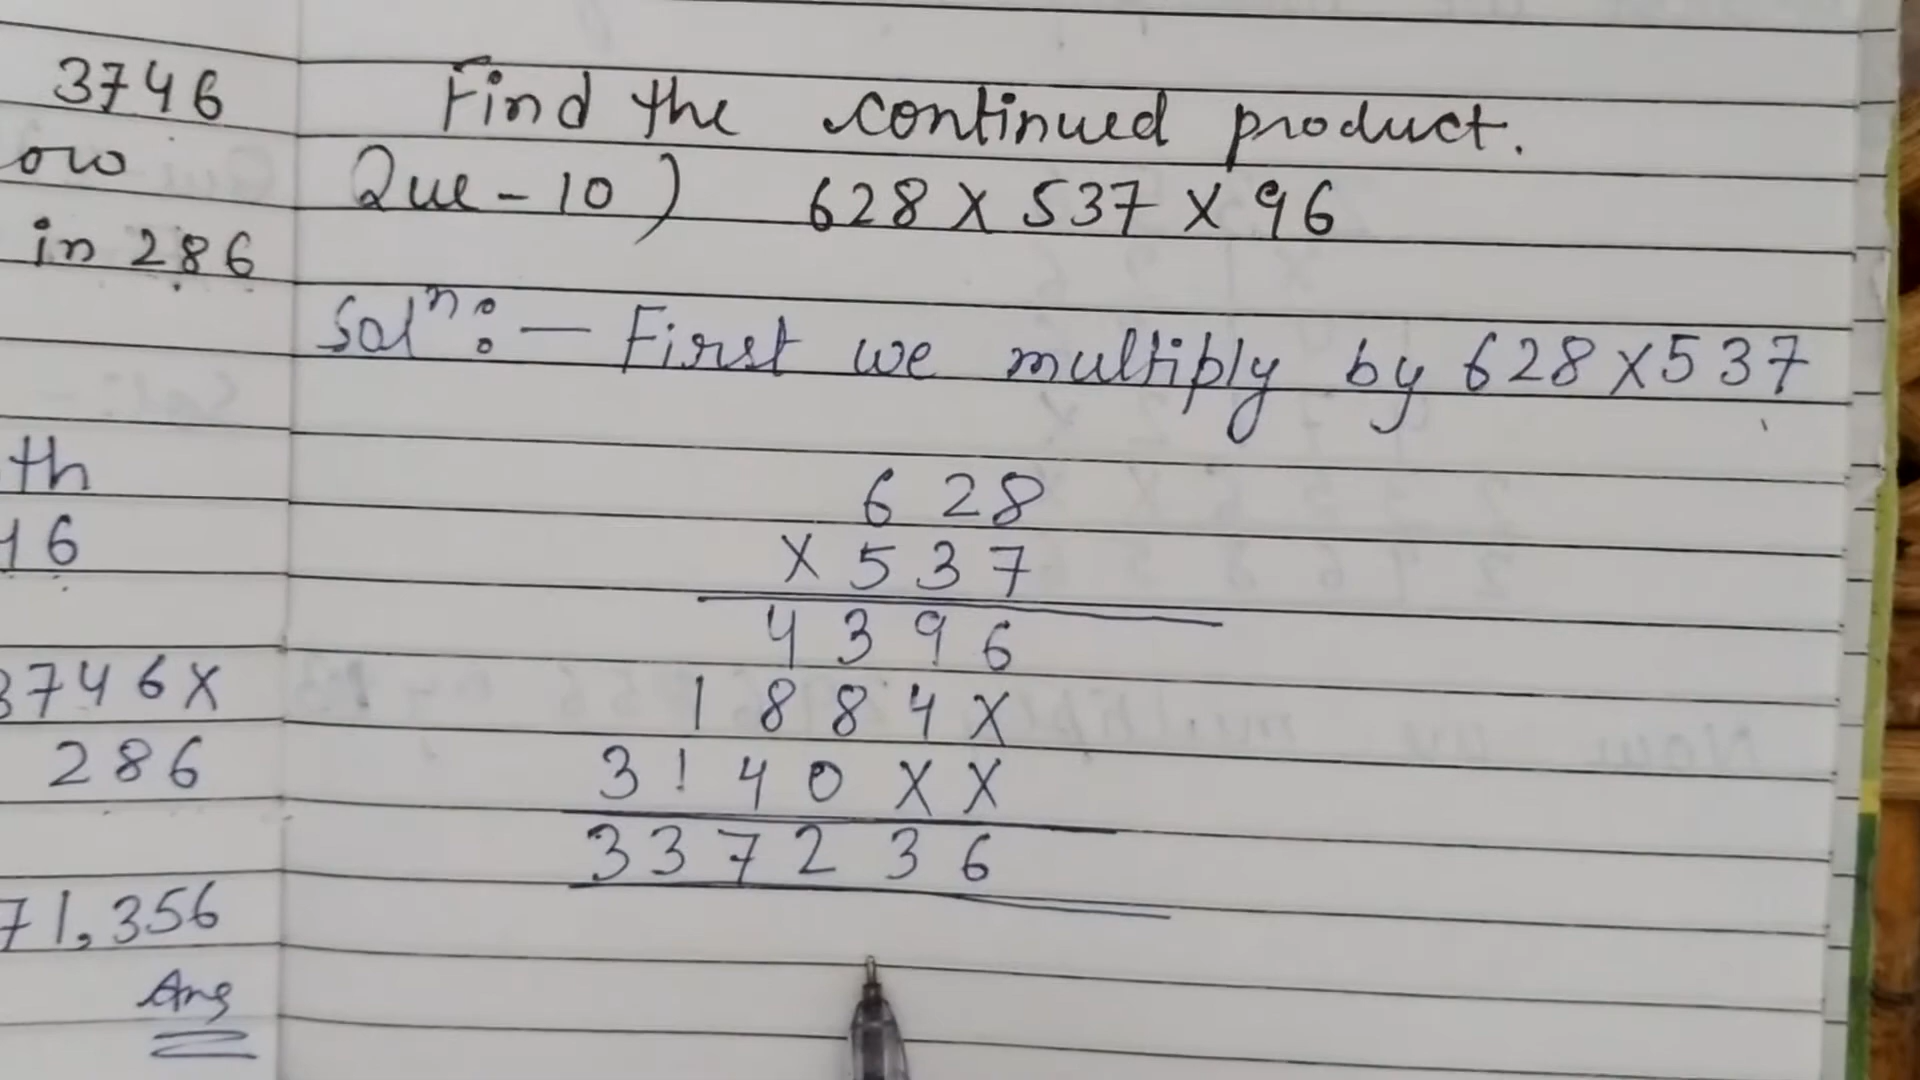 3746
ow
in 286
th
16
3746X
286
71,356
Ans
Find the continued product.
Que-10) 628 X 537 X 96
Solⁿ:- First we multiply by 628 X 537
628
X 537
4396
1884X
3140XX
337236